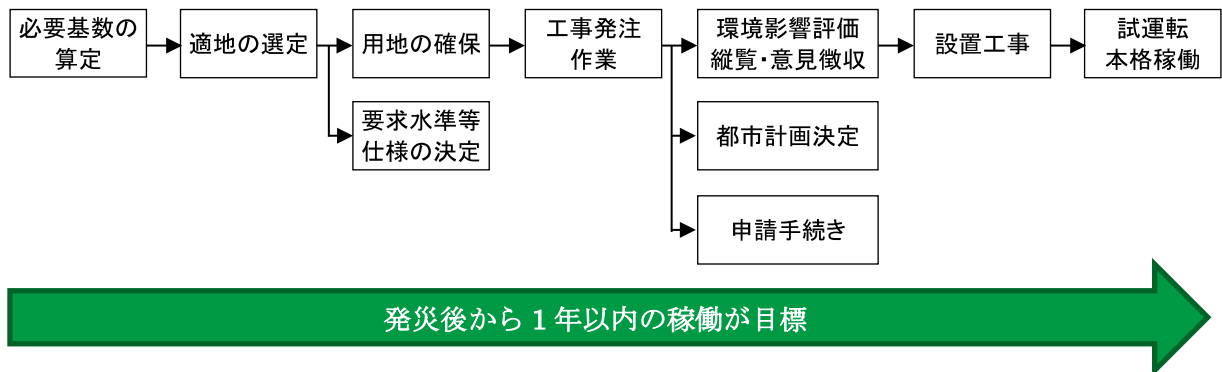 必要基数の
算定
適地の選定
用地の確保
工事発注
作業
環境影響評価
縦覧・意見徴収
設置工事
試運転
本格稼働
要求水準等
仕様の決定
都市計画決定
申請手続き
発災後から１年以内の稼働が目標